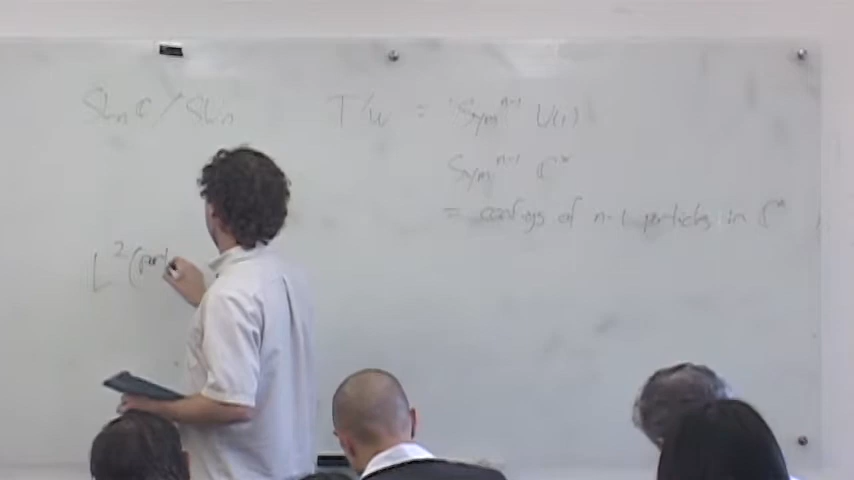 SL_n C / SL_n
T/W = Sym^{n-1} U(1)
Sym^{n-1} C^*
= configs of n-1 particles in C^*
L^2 (